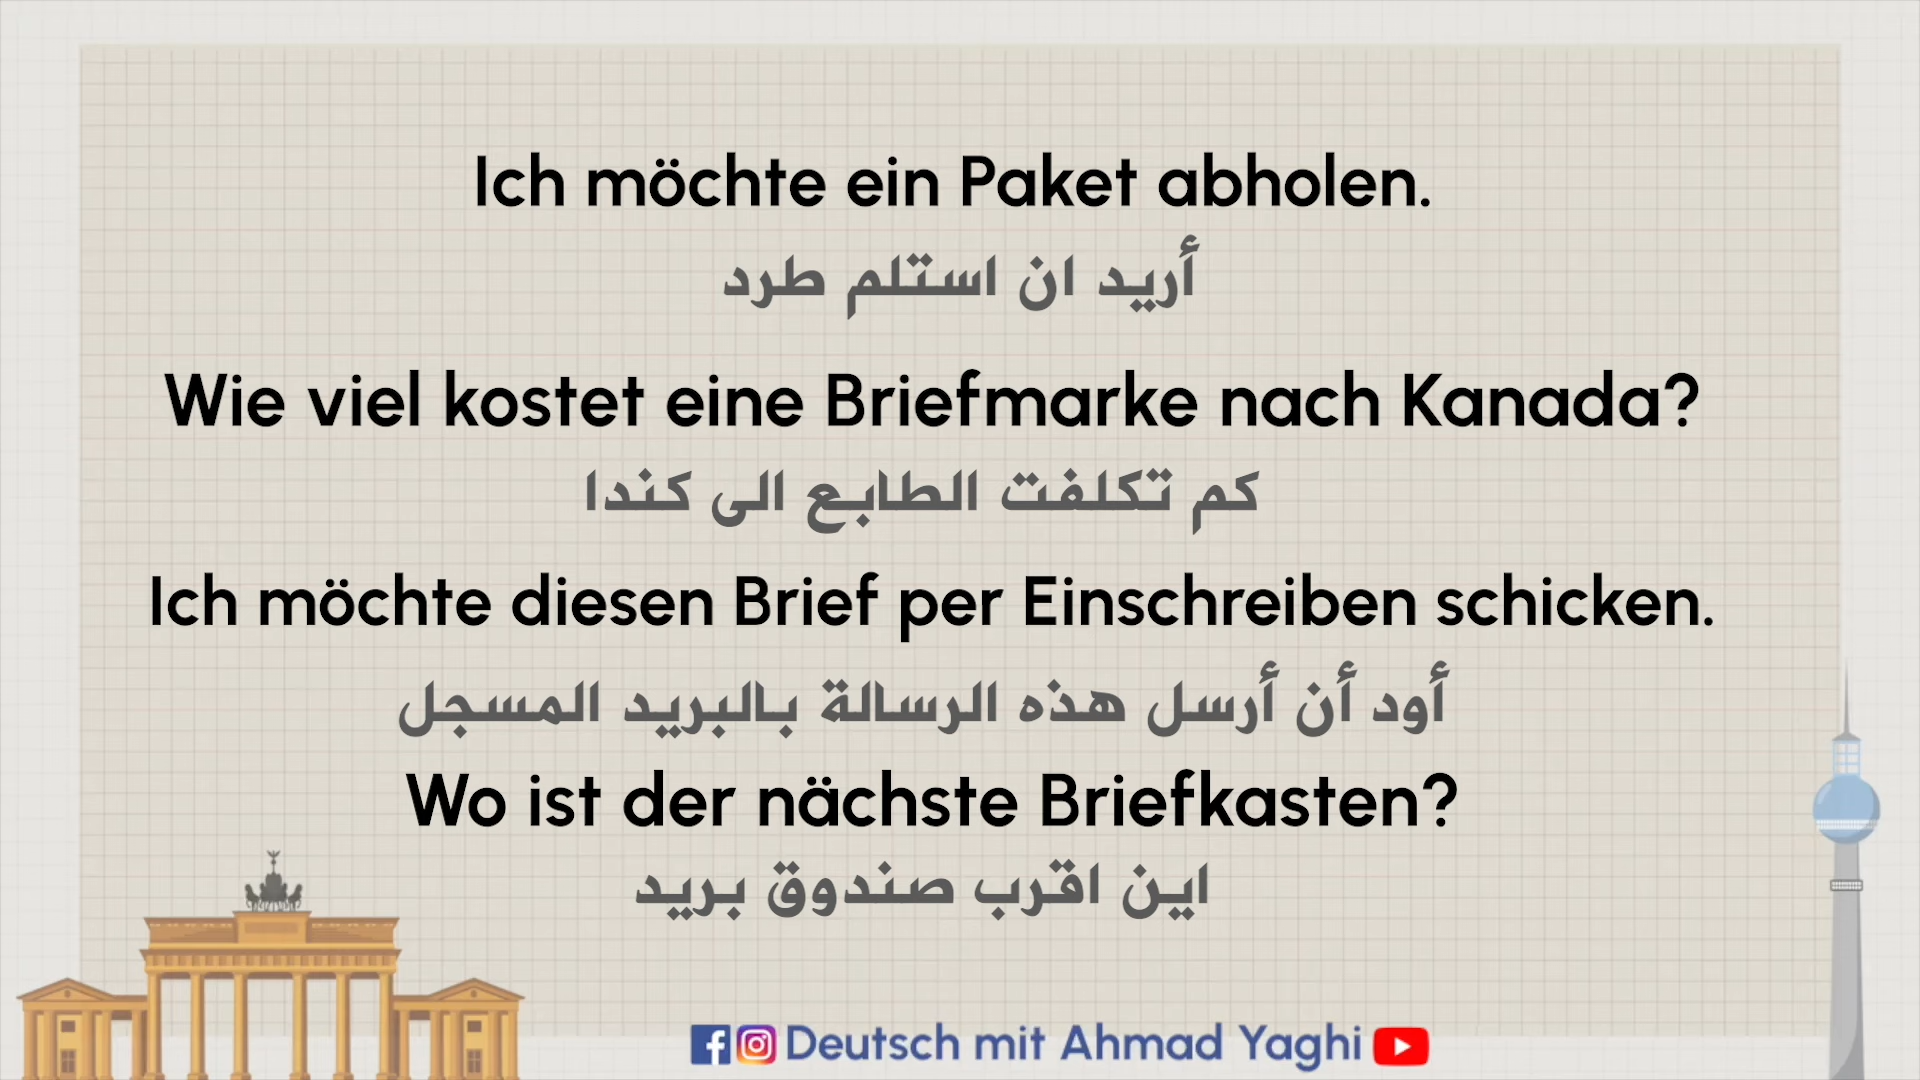 Ich möchte ein Paket abholen.
أريد ان استلم طرد
Wie viel kostet eine Briefmarke nach Kanada?
كم تكلفت الطابع الى كندا
Ich möchte diesen Brief per Einschreiben schicken.
أود أن أرسل هذه الرسالة بالبريد المسجل
Wo ist der nächste Briefkasten?
اين اقرب صندوق بريد
Deutsch mit Ahmad Yaghi